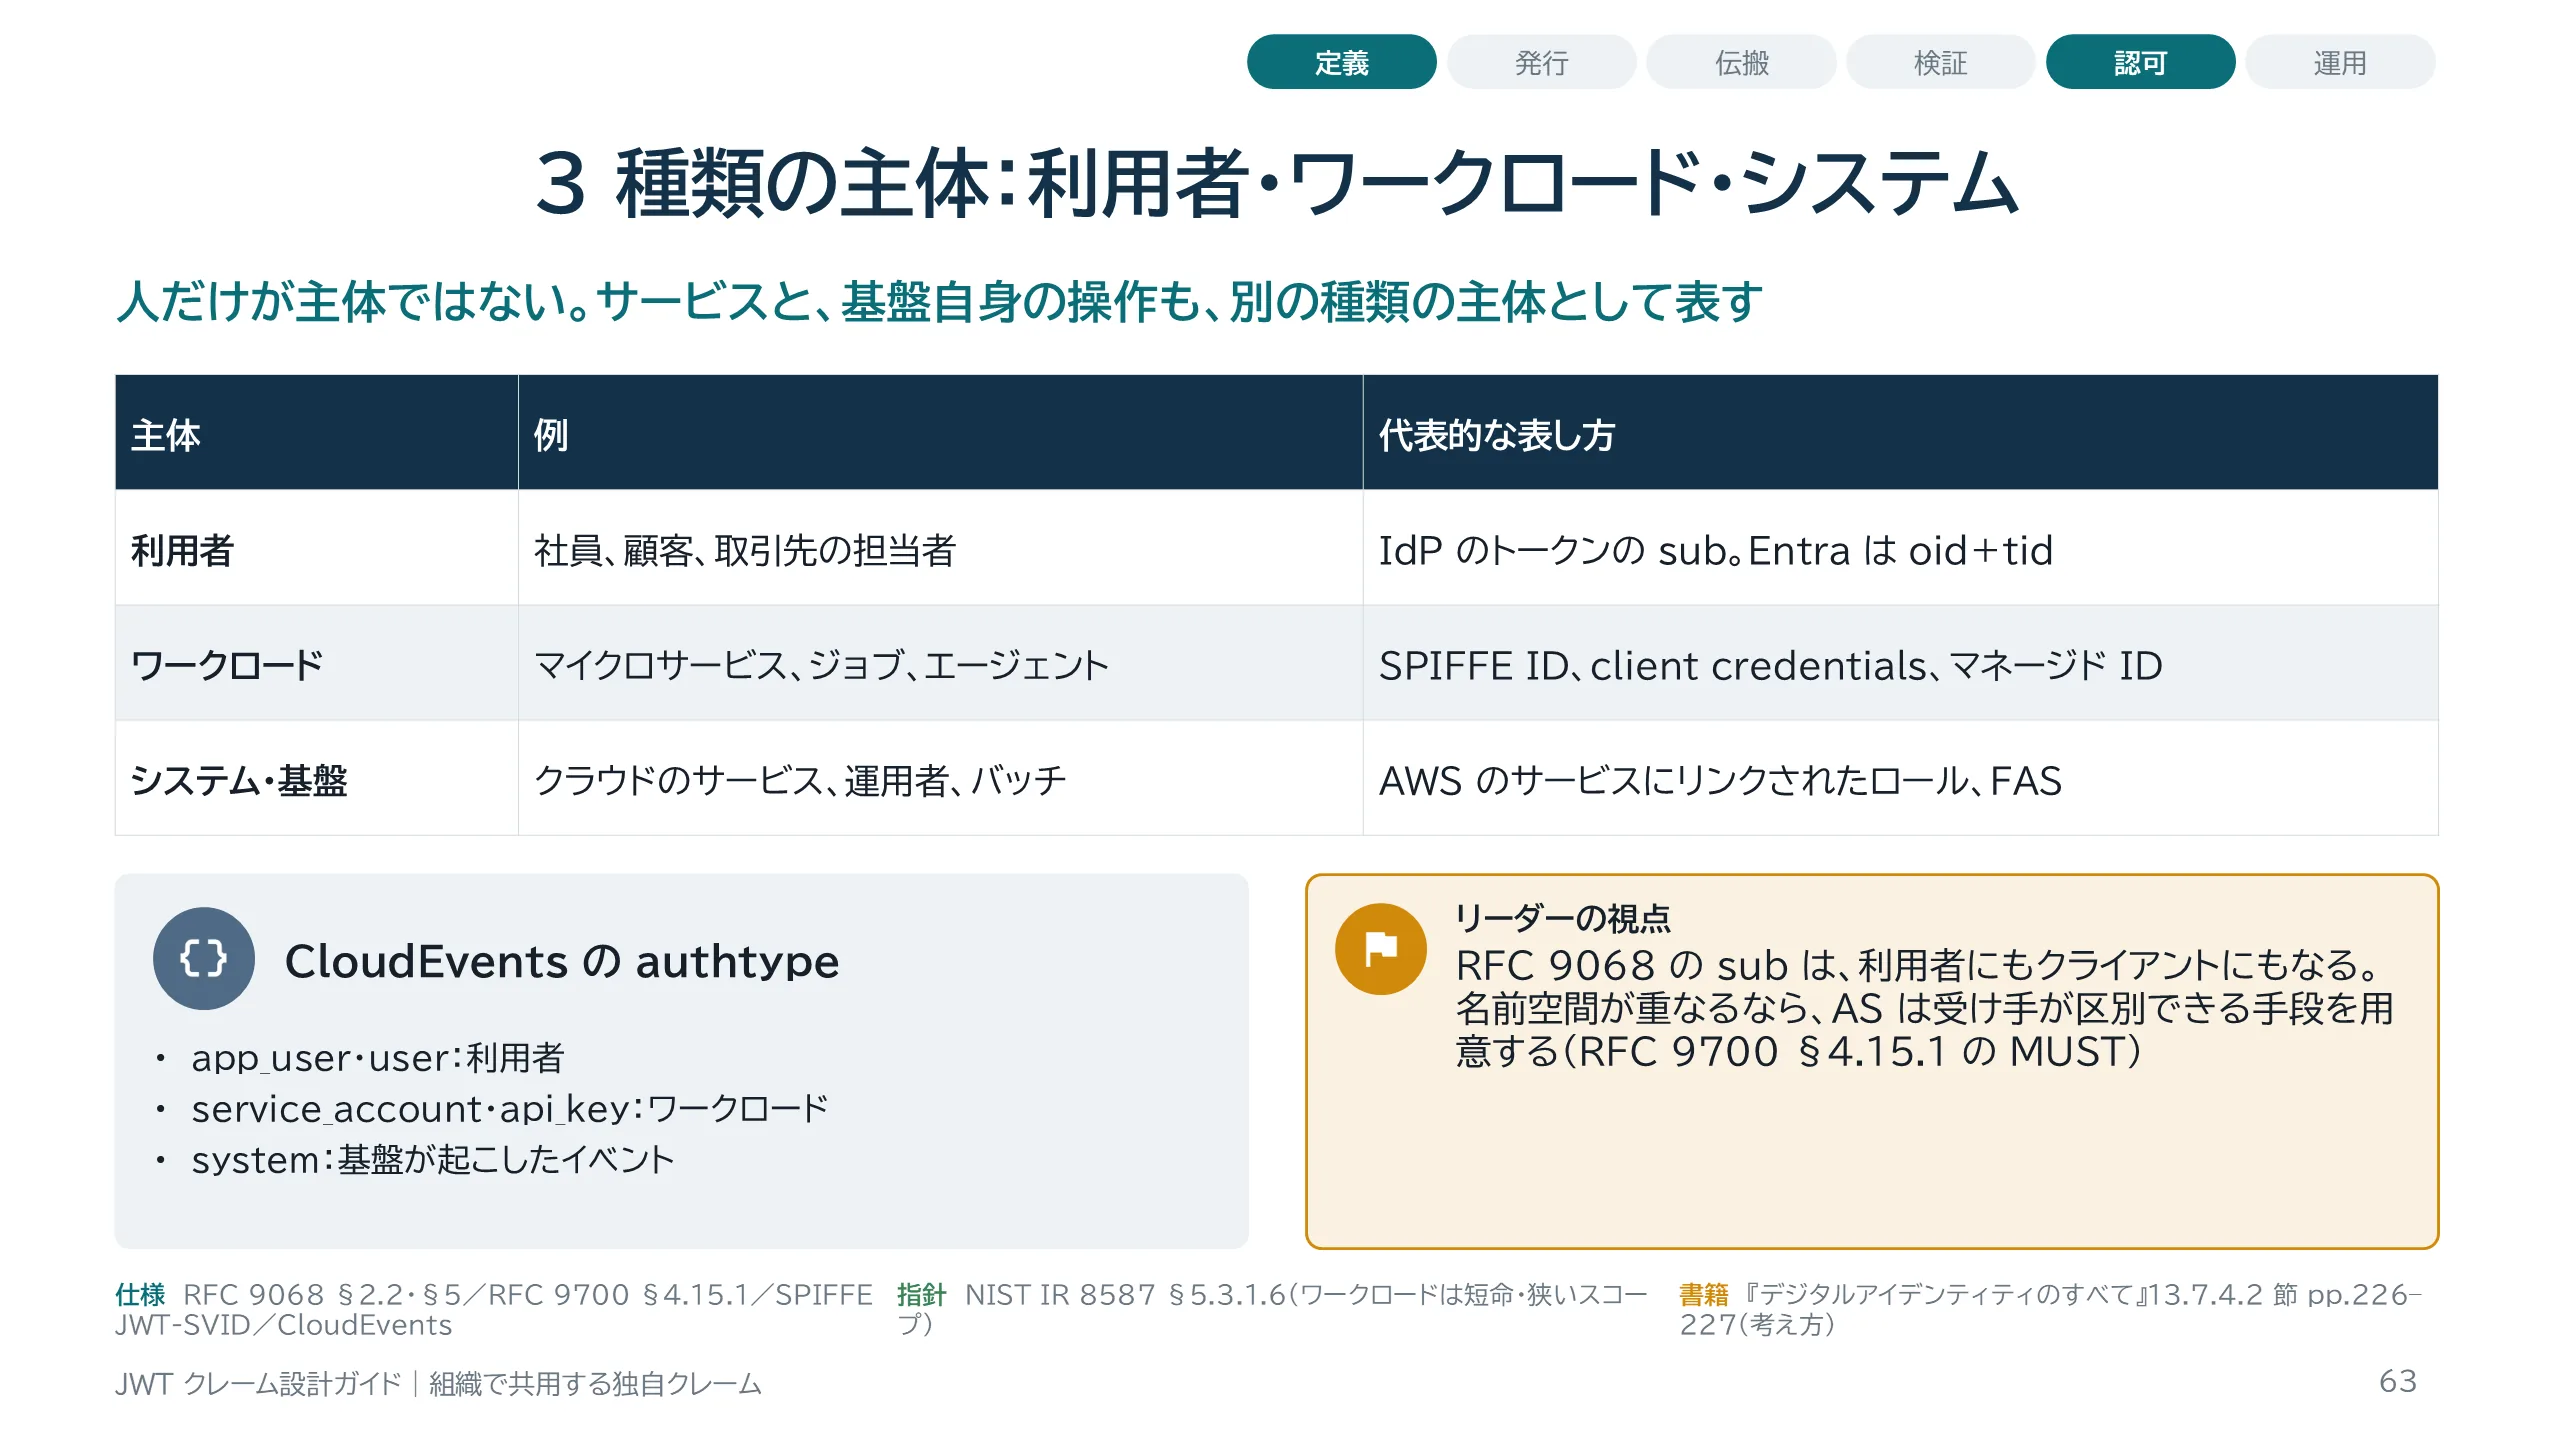 定義 発行 伝搬 検証 認可 運用
3 種類の主体：利用者・ワークロード・システム
人だけが主体ではない。サービスと、基盤自身の操作も、別の種類の主体として表す
主体 例 代表的な表し方
利用者 社員、顧客、取引先の担当者 IdP のトークンの sub。Entra は oid＋tid
ワークロード マイクロサービス、ジョブ、エージェント SPIFFE ID、client credentials、マネージド ID
システム・基盤 クラウドのサービス、運用者、バッチ AWS のサービスにリンクされたロール、FAS
{} CloudEvents の authtype
• app_user・user：利用者
• service_account・api_key：ワークロード
• system：基盤が起こしたイベント
リーダーの視点
RFC 9068 の sub は、利用者にもクライアントにもなる。
名前空間が重なるなら、AS は受け手が区別できる手段を用
意する（RFC 9700 §4.15.1 の MUST）
仕様 RFC 9068 §2.2・§5／RFC 9700 §4.15.1／SPIFFE
JWT-SVID／CloudEvents
指針 NIST IR 8587 §5.3.1.6（ワークロードは短命・狭いスコー
プ）
書籍 『デジタルアイデンティティのすべて』13.7.4.2 節 pp.226–
227（考え方）
JWT クレーム設計ガイド｜組織で共用する独自クレーム
63